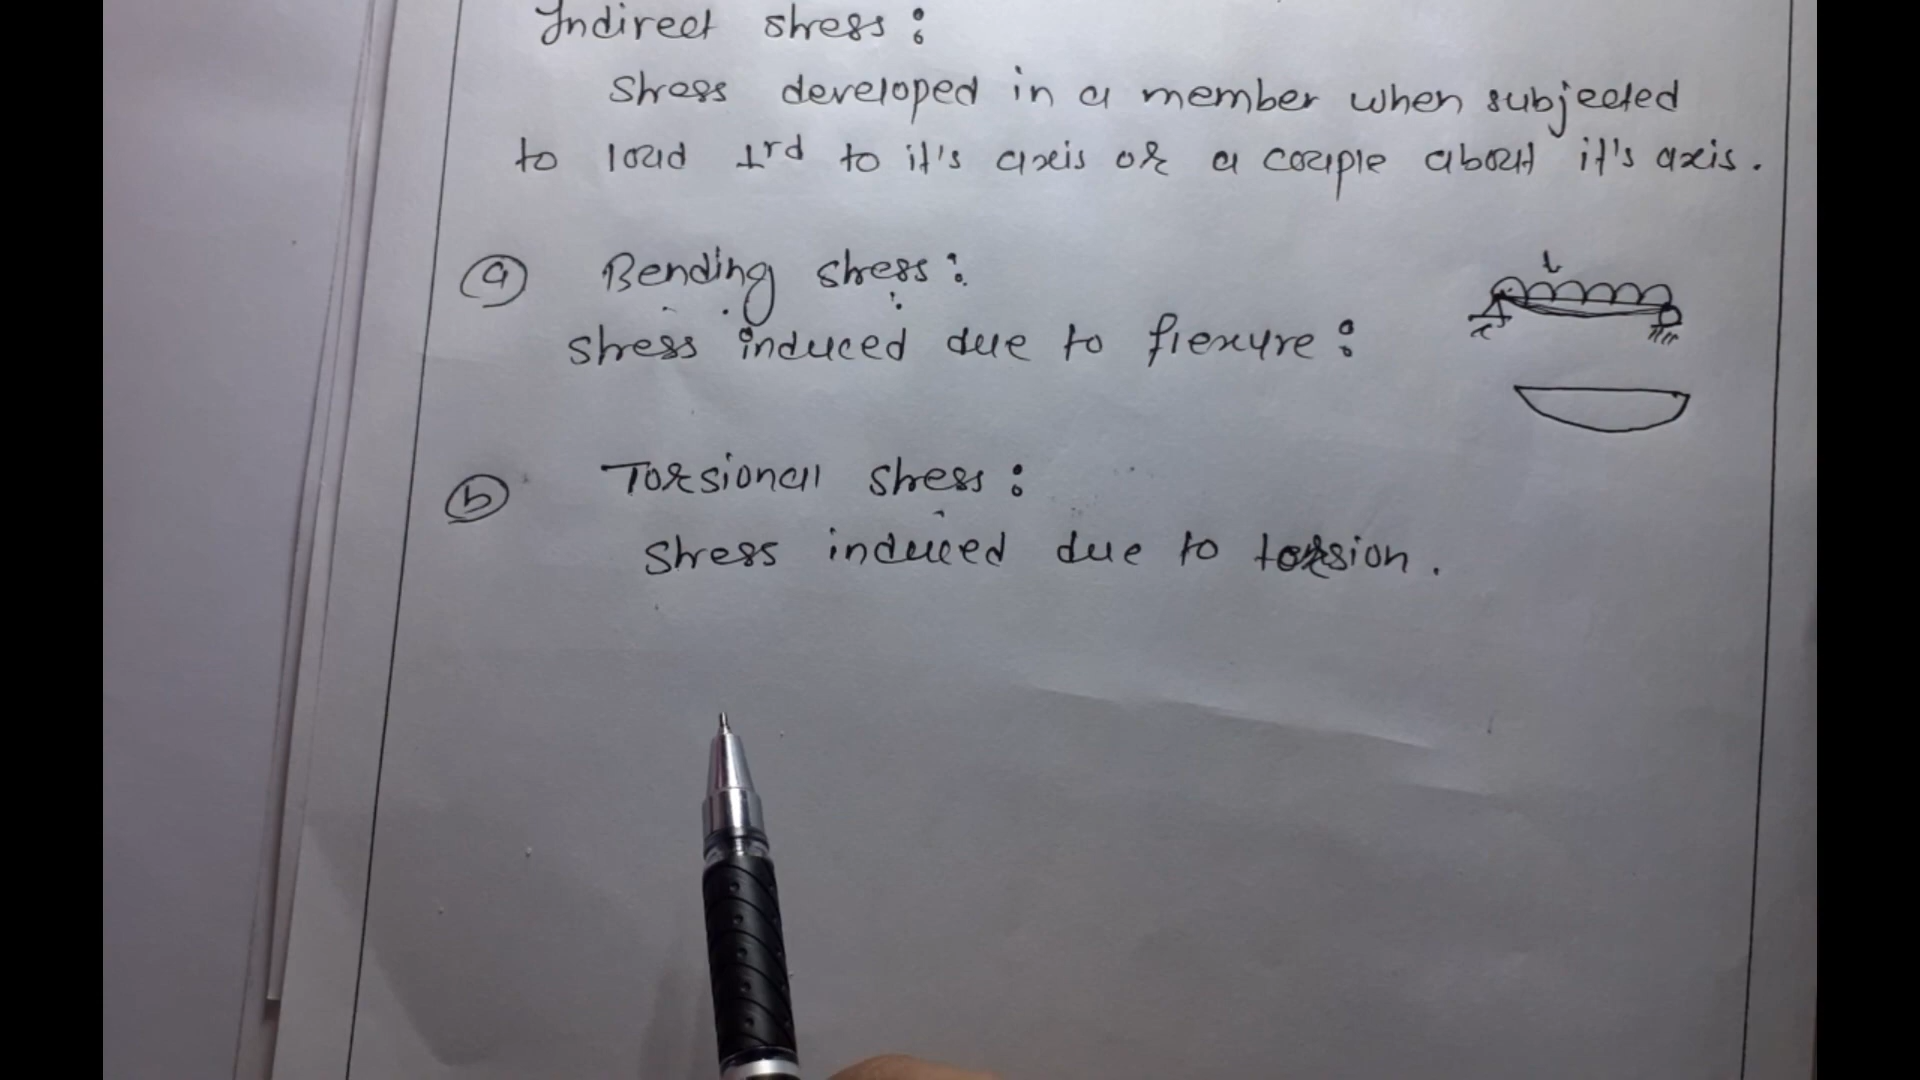 Indirect stress:
stress developed in a member when subjected
to load ⊥rd to it's axis or a couple about it's axis.
(a) Bending stress:
stress induced due to flexure:
(b) Torsional stress:
stress induced due to torsion.